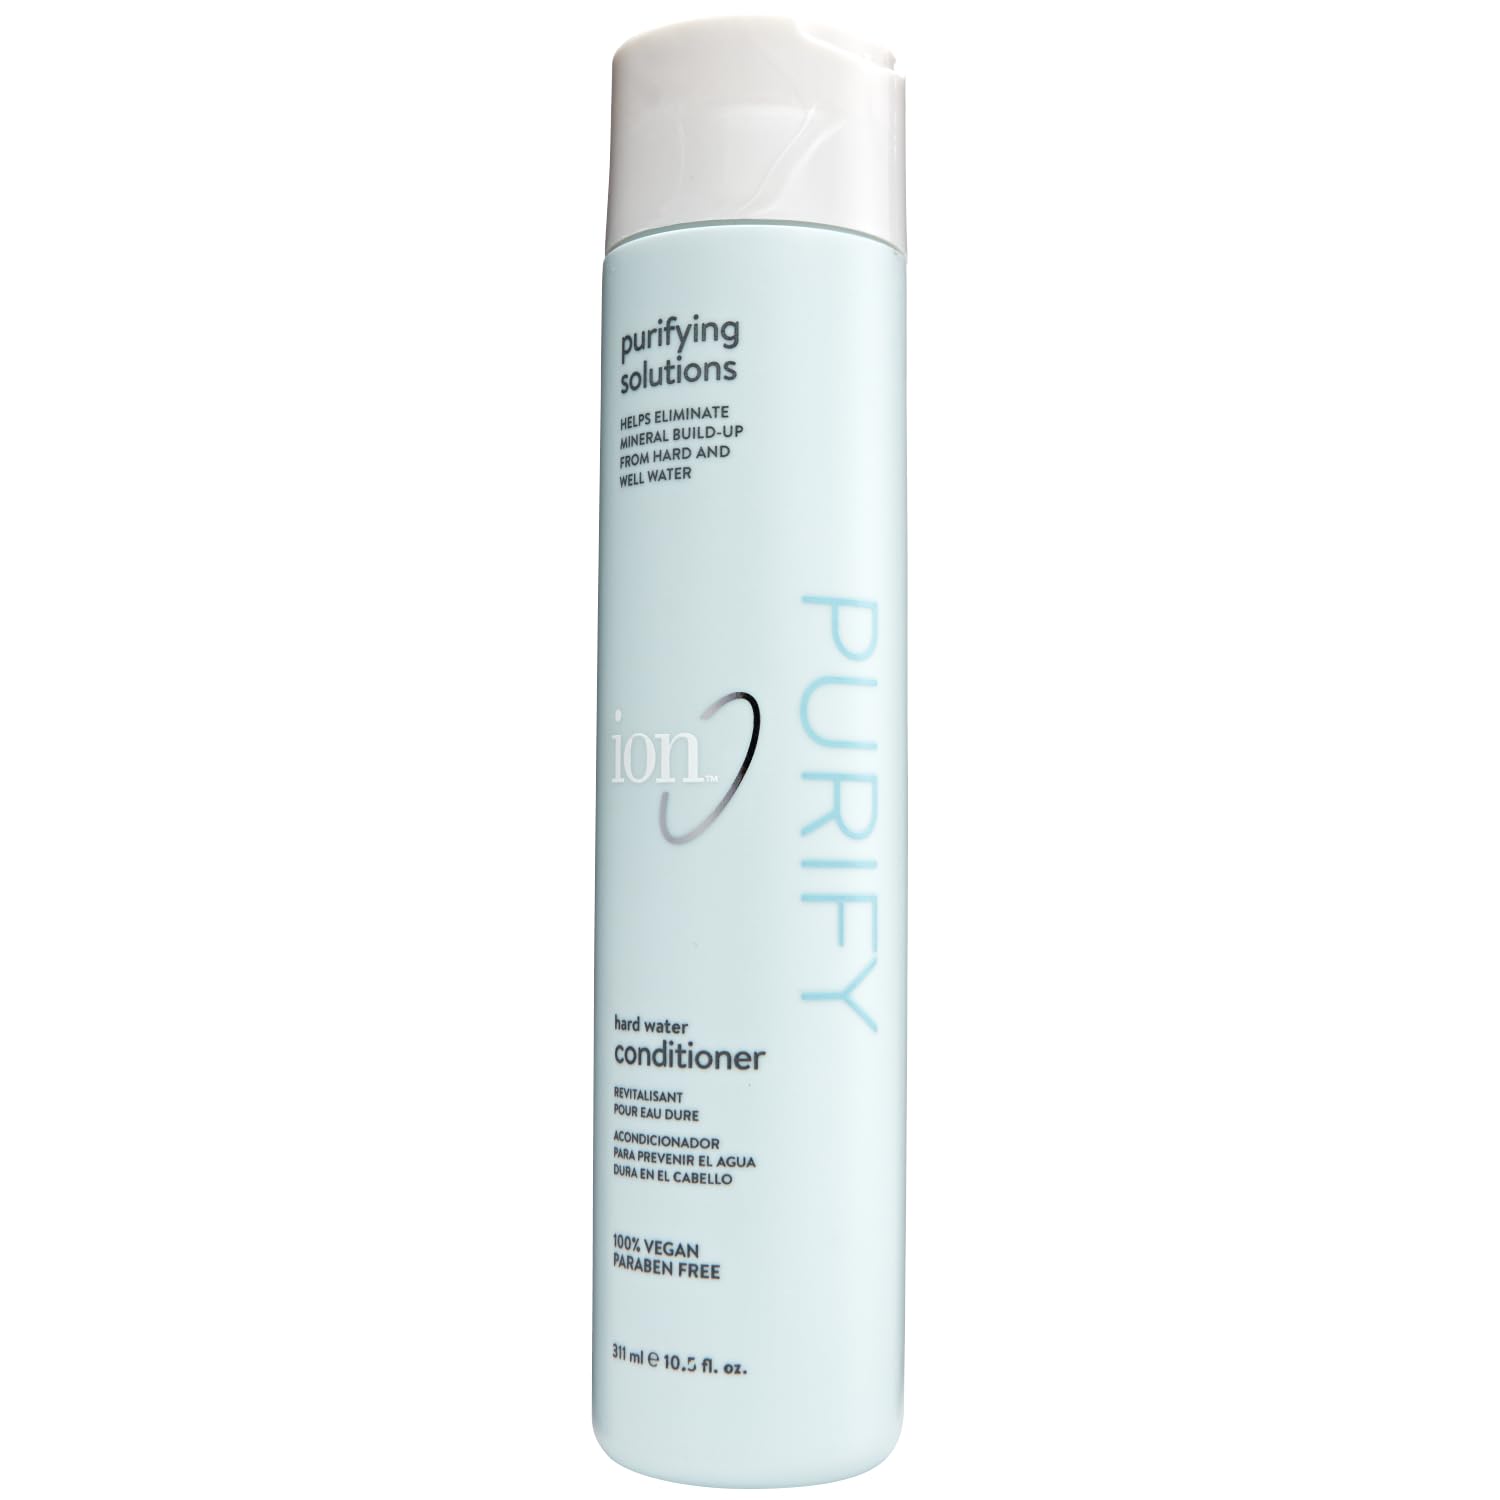 purifying
solutions
HELPS ELIMINATE
MINERAL BUILD-UP
FROM HARD AND
WELL WATER
ion™
PURIFY
hard water
conditioner
REVITALISANT
POUR EAU DURE
ACONDICIONADOR
PARA PREVENIR EL AGUA
DURA EN EL CABELLO
100% VEGAN
PARABEN FREE
311 ml e 10.5 fl. oz.